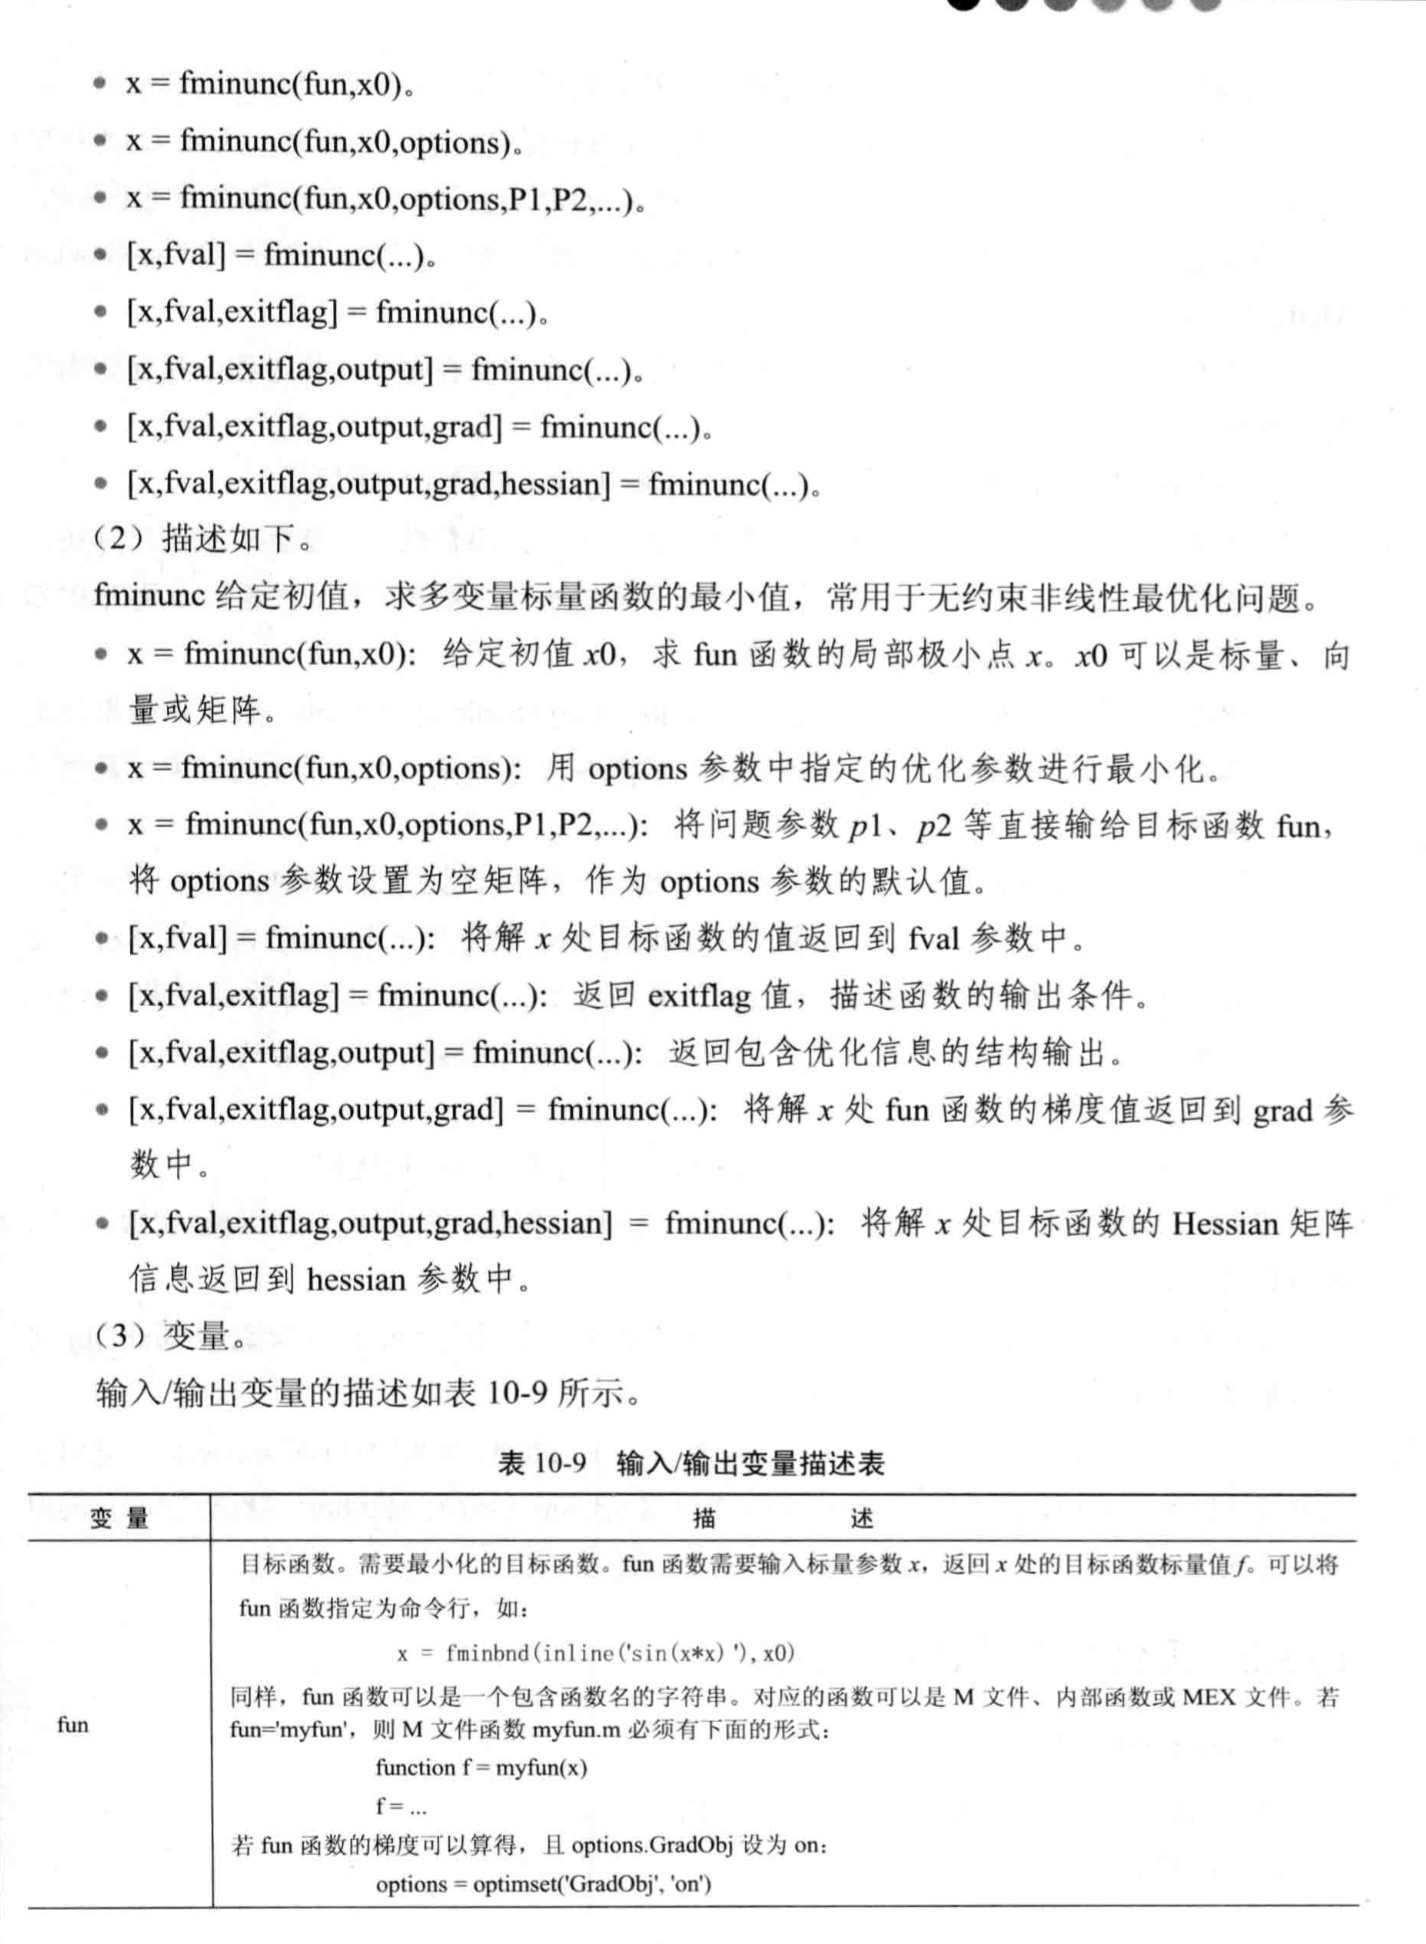 • x = fminunc(fun,x0)。
• x = fminunc(fun,x0,options)。
• x = fminunc(fun,x0,options,P1,P2,...)。
• [x,fval] = fminunc(...)。
• [x,fval,exitflag] = fminunc(...)。
• [x,fval,exitflag,output] = fminunc(...)。
• [x,fval,exitflag,output,grad] = fminunc(...)。
• [x,fval,exitflag,output,grad,hessian] = fminunc(...)。
（2）描述如下。
fminunc 给定初值，求多变量标量函数的最小值，常用于无约束非线性最优化问题。
• x = fminunc(fun,x0)：给定初值 x0，求 fun 函数的局部极小点 x。x0 可以是标量、向
量或矩阵。
• x = fminunc(fun,x0,options)：用 options 参数中指定的优化参数进行最小化。
• x = fminunc(fun,x0,options,P1,P2,...)：将问题参数 p1、p2 等直接输给目标函数 fun，
将 options 参数设置为空矩阵，作为 options 参数的默认值。
• [x,fval] = fminunc(...)：将解 x 处目标函数的值返回到 fval 参数中。
• [x,fval,exitflag] = fminunc(...)：返回 exitflag 值，描述函数的输出条件。
• [x,fval,exitflag,output] = fminunc(...)：返回包含优化信息的结构输出。
• [x,fval,exitflag,output,grad] = fminunc(...)：将解 x 处 fun 函数的梯度值返回到 grad 参
数中。
• [x,fval,exitflag,output,grad,hessian] = fminunc(...)：将解 x 处目标函数的 Hessian 矩阵
信息返回到 hessian 参数中。
（3）变量。
输入/输出变量的描述如表 10-9 所示。
表 10-9 输入/输出变量描述表
变 量 描 述
目标函数。需要最小化的目标函数。fun 函数需要输入标量参数 x，返回 x 处的目标函数标量值 f。可以将
fun 函数指定为命令行，如：
x = fminbnd(inline('sin(x*x) '),x0)
同样，fun 函数可以是一个包含函数名的字符串。对应的函数可以是 M 文件、内部函数或 MEX 文件。若
fun
fun='myfun'，则 M 文件函数 myfun.m 必须有下面的形式：
function f = myfun(x)
f = ...
若 fun 函数的梯度可以算得，且 options.GradObj 设为 on：
options = optimset('GradObj', 'on')